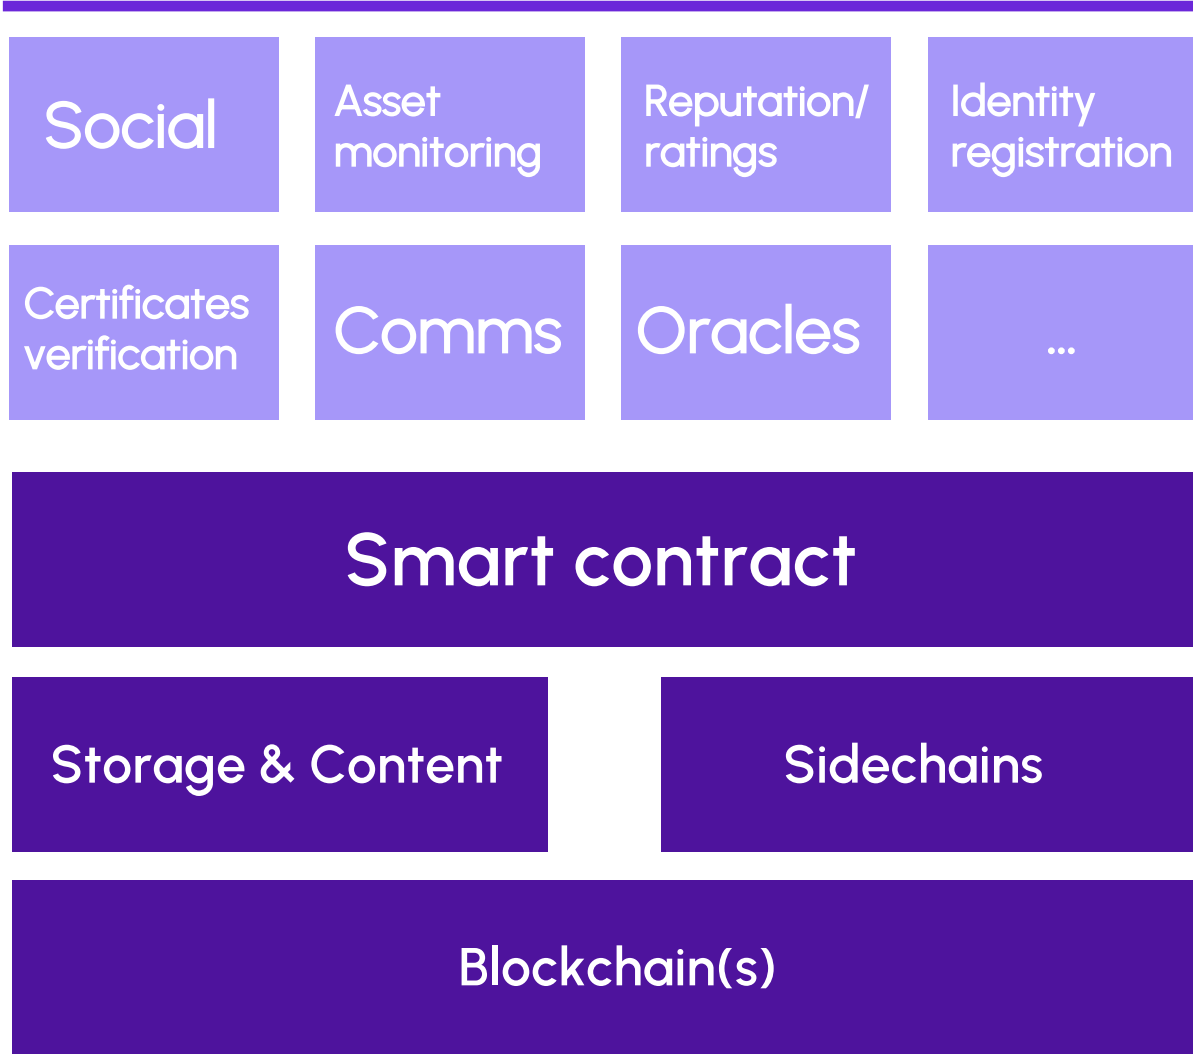 Social
Asset
monitoring
Reputation/
ratings
Identity
registration
Certificates
verification
Comms
Oracles
...
Smart contract
Storage & Content
Sidechains
Blockchain(s)